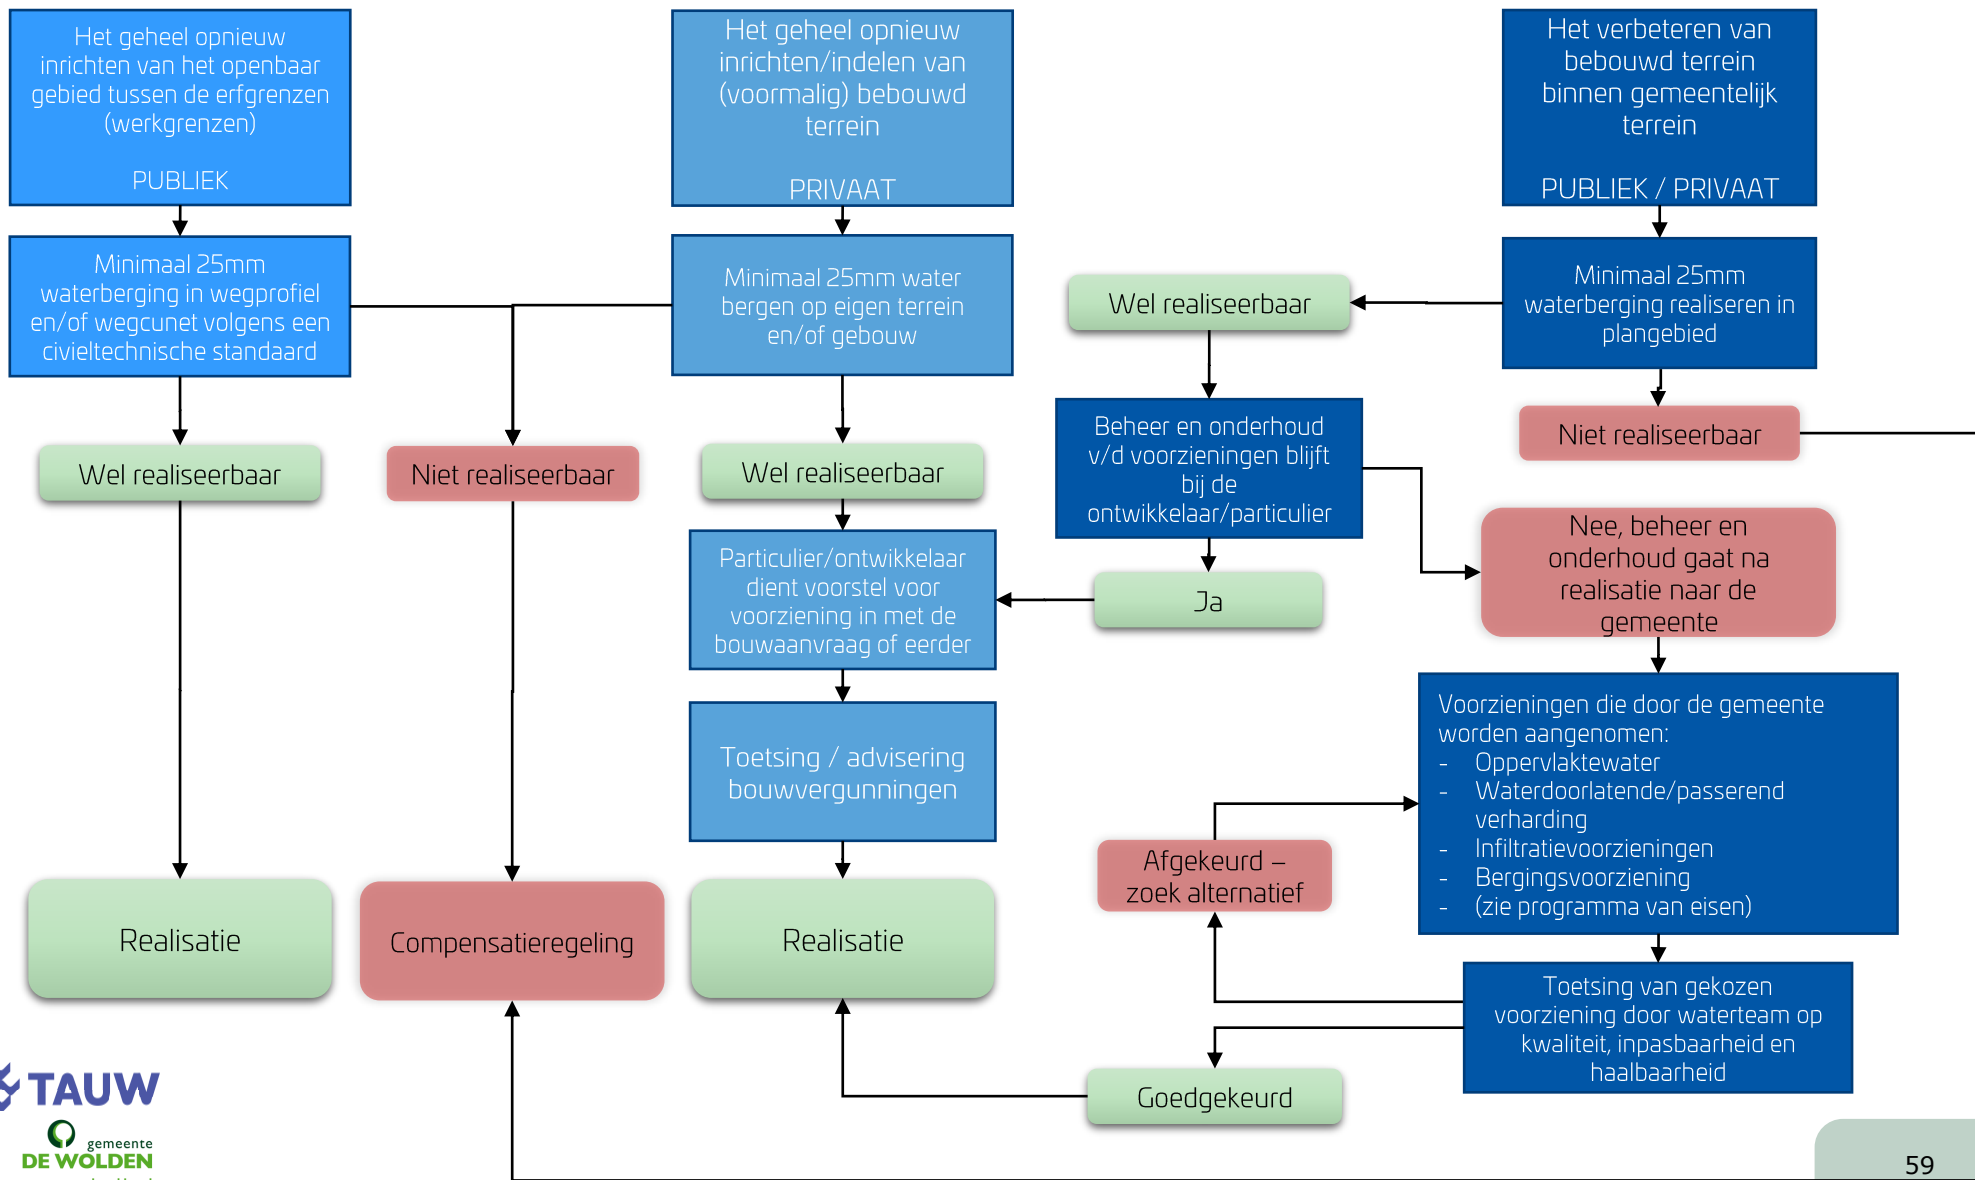 Het geheel opnieuw
inrichten van het openbaar
gebied tussen de erfgrenzen
(werkgrenzen)
PUBLIEK
Minimaal 25mm
waterberging in wegprofiel
en/of wegcunet volgens een
civieltechnische standaard
Wel realiseerbaar
Realisatie
Niet realiseerbaar
Compensatieregeling
Het geheel opnieuw
inrichten/indelen van
(voormalig) bebouwd
terrein
PRIVAAT
Minimaal 25mm water
bergen op eigen terrein
en/of gebouw
Wel realiseerbaar
Particulier/ontwikkelaar
dient voorstel voor
voorziening in met de
bouwaanvraag of eerder
Toetsing / advisering
bouwvergunningen
Realisatie
Het verbeteren van
bebouwd terrein
binnen gemeentelijk
terrein
PUBLIEK / PRIVAAT
Minimaal 25mm
waterberging realiseren in
plangebied
Wel realiseerbaar
Niet realiseerbaar
Beheer en onderhoud
v/d voorzieningen blijft
bij de
ontwikkelaar/particulier
Ja
Nee, beheer en
onderhoud gaat na
realisatie naar de
gemeente
Voorzieningen die door de gemeente
worden aangenomen:
- Oppervlaktewater
- Waterdoorlatende/passerend
verharding
- Infiltratievoorzieningen
- Bergingsvoorziening
- (zie programma van eisen)
Afgekeurd –
zoek alternatief
Toetsing van gekozen
voorziening door waterteam op
kwaliteit, inpasbaarheid en
haalbaarheid
Goedgekeurd
TAUW
gemeente
DE WOLDEN
59